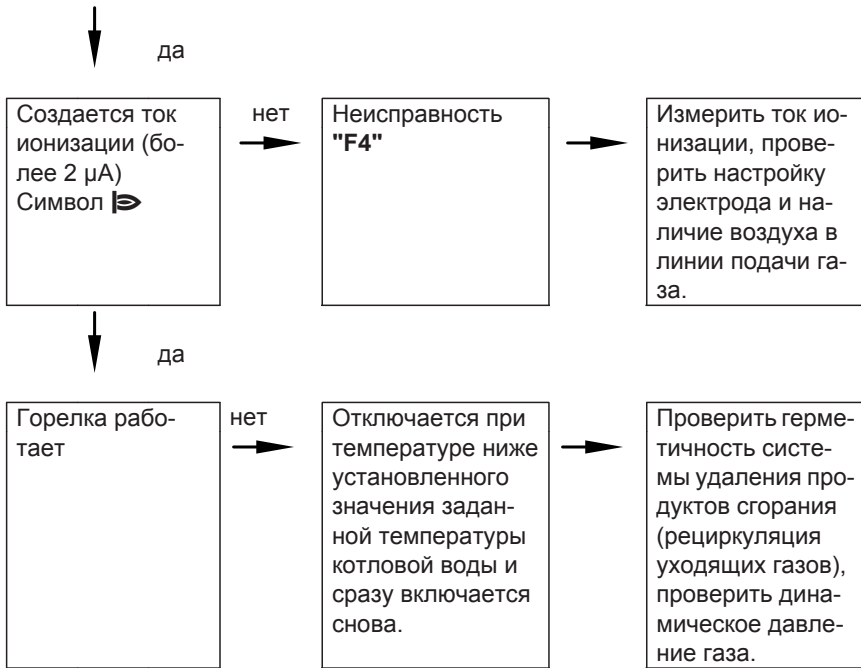 да
Создается ток
ионизации (бо-
лее 2 μA)
Символ
нет
Неисправность
"F4"
Измерить ток ио-
низации, прове-
рить настройку
электрода и на-
личие воздуха в
линии подачи га-
за.
да
Горелка рабо-
тает
нет
Отключается при
температуре ниже
установленного
значения задан-
ной температуры
котловой воды и
сразу включается
снова.
Проверить герме-
тичность систе-
мы удаления про-
дуктов сгорания
(рециркуляция
уходящих газов),
проверить дина-
мическое давле-
ние газа.